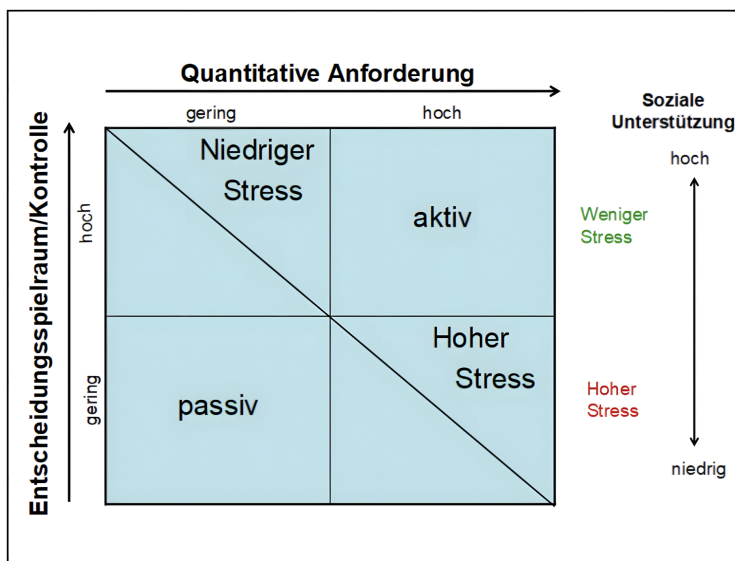 Quantitative Anforderung
gering
hoch
Soziale
Unterstützung
hoch
Entscheidungsspielraum/Kontrolle
hoch
gering
Niedriger
Stress
aktiv
Weniger
Stress
passiv
Hoher
Stress
Hoher
Stress
niedrig